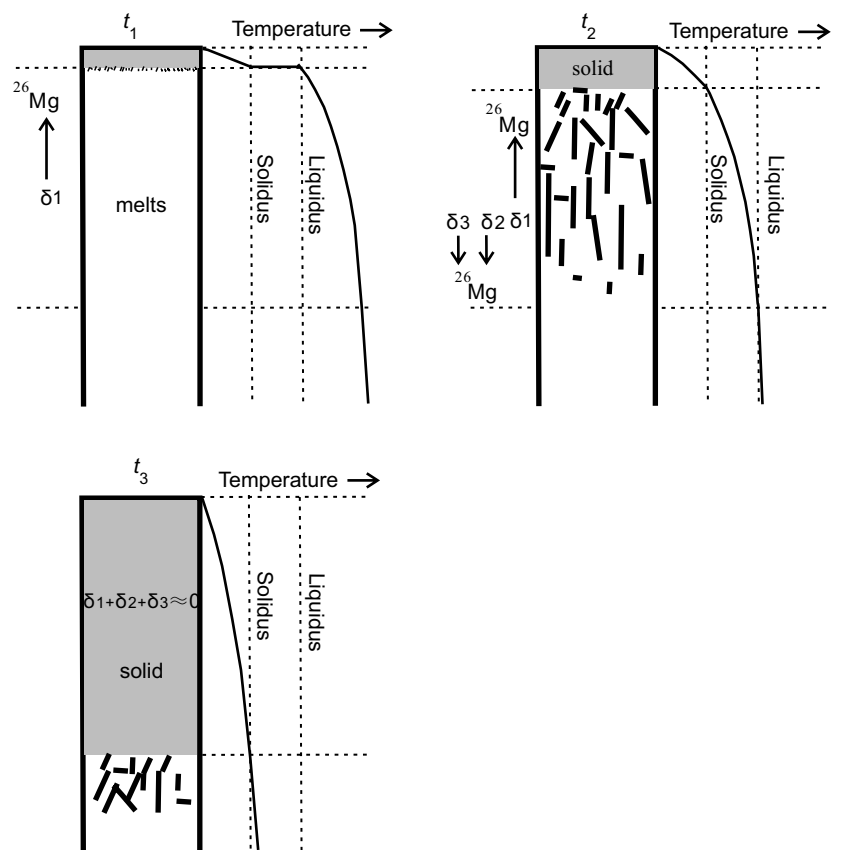 t1
Temperature
26Mg
δ1
melts
Solidus
Liquidus
t2
Temperature
solid
26Mg
δ3 δ2 δ1
26Mg
Solidus
Liquidus
t3
Temperature
δ1+δ2+δ3≈0
solid
Solidus
Liquidus